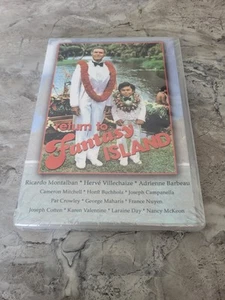 return to
Fantasy
ISLAND
Ricardo Montalban * Hervé Villechaize * Adrienne Barbeau
Cameron Mitchell * Horst Buchholz * Joseph Campanella
Pat Crowley * George Maharis * France Nuyen
Joseph Cotten * Karen Valentine * Laraine Day * Nancy McKeon